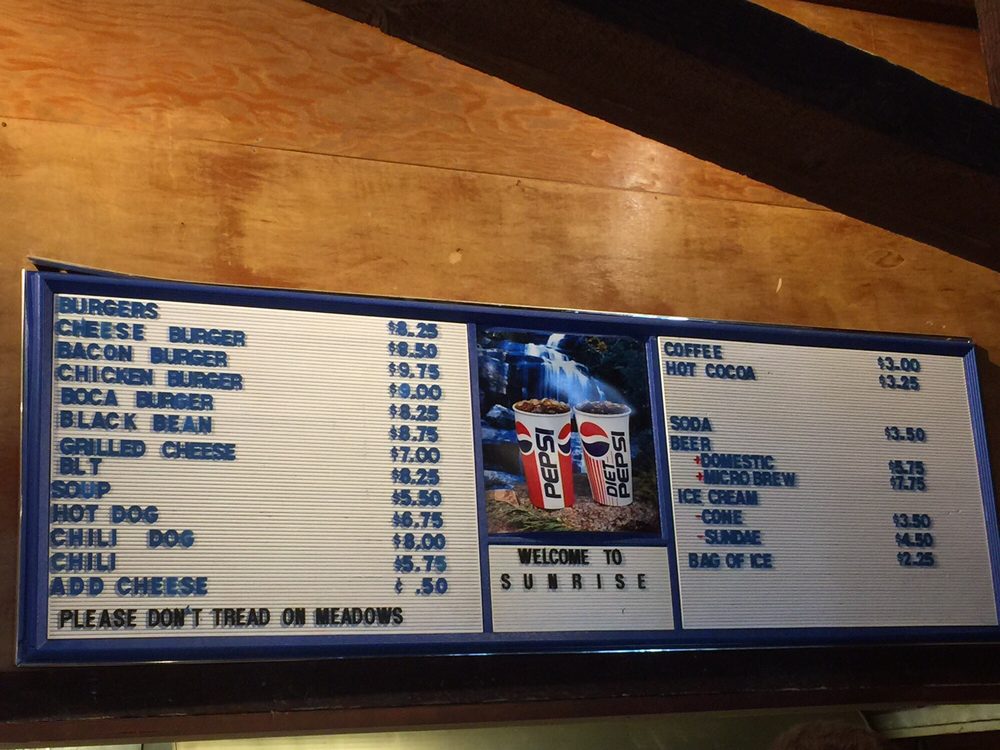 BURGERS $8.25
CHEESE BURGER $8.50
BACON BURGER $9.75
CHICKEN BURGER $9.00
BOCA BURGER $8.25
BLACK BEAN $8.75
GRILLED CHEESE $7.00
BLT $8.25
SOUP $5.50
HOT DOG $6.75
CHILI DOG $8.00
CHILI $5.75
ADD CHEESE ¢ .50
PLEASE DON'T TREAD ON MEADOWS
PEPSI
DIET PEPSI
WELCOME TO
SUNRISE
COFFEE $3.00
HOT COCOA $3.25
SODA $3.50
BEER
+DOMESTIC $5.75
+MICRO BREW $7.75
ICE CREAM
-CONE $3.50
-SUNDAE $4.50
BAG OF ICE $2.25